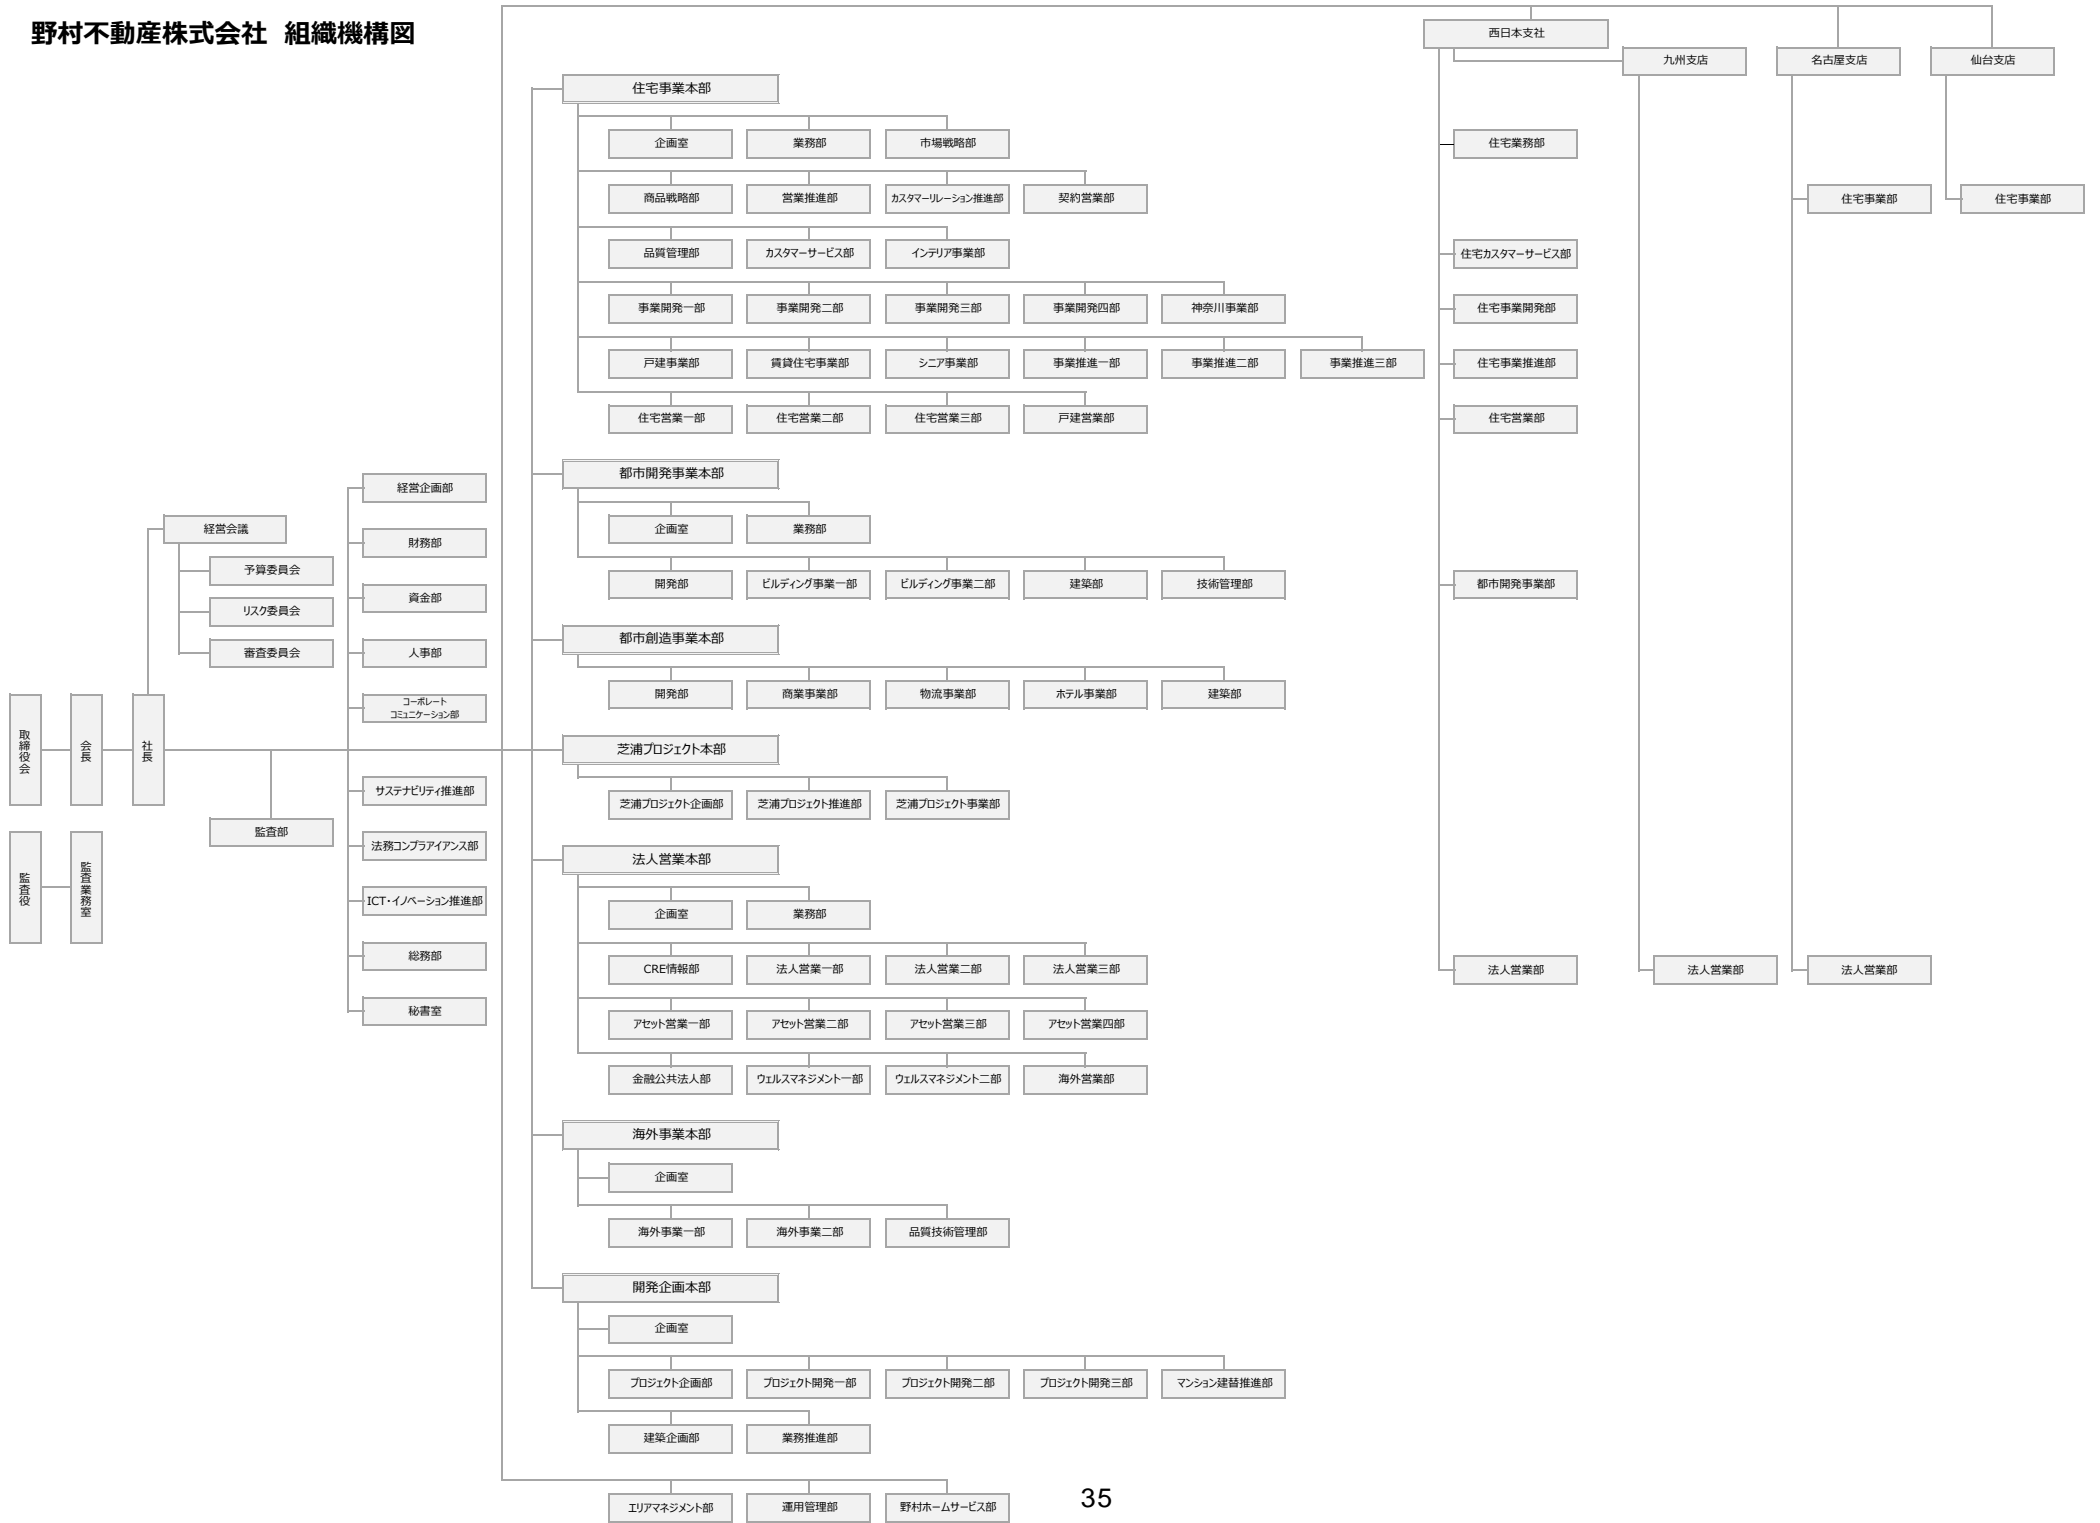 野村不動産株式会社 組織機構図
西日本支社
九州支店
名古屋支店
仙台支店
住宅事業本部
企画室
業務部
市場戦略部
住宅業務部
商品戦略部
営業推進部
カスタマーリレーション推進部
契約営業部
住宅事業部
住宅事業部
品質管理部
カスタマーサービス部
インテリア事業部
住宅カスタマーサービス部
事業開発一部
事業開発二部
事業開発三部
事業開発四部
神奈川事業部
住宅事業開発部
戸建事業部
賃貸住宅事業部
シニア事業部
事業推進一部
事業推進二部
事業推進三部
住宅事業推進部
住宅営業一部
住宅営業二部
住宅営業三部
戸建営業部
住宅営業部
都市開発事業本部
企画室
業務部
開発部
ビルディング事業一部
ビルディング事業二部
建築部
技術管理部
都市開発事業部
都市創造事業本部
開発部
商業事業部
物流事業部
ホテル事業部
建築部
経営企画部
財務部
資金部
人事部
コーポレート
コミュニケーション部
経営会議
予算委員会
リスク委員会
審査委員会
取締役会
会長
社長
監査部
監査役
監査業務室
サステナビリティ推進部
法務コンプライアンス部
ICT・イノベーション推進部
総務部
秘書室
芝浦プロジェクト本部
芝浦プロジェクト企画部
芝浦プロジェクト推進部
芝浦プロジェクト事業部
法人営業本部
企画室
業務部
CRE情報部
法人営業一部
法人営業二部
法人営業三部
法人営業部
法人営業部
法人営業部
アセット営業一部
アセット営業二部
アセット営業三部
アセット営業四部
金融公共法人部
ウェルスマネジメント一部
ウェルスマネジメント二部
海外営業部
海外事業本部
企画室
海外事業一部
海外事業二部
品質技術管理部
開発企画本部
企画室
プロジェクト企画部
プロジェクト開発一部
プロジェクト開発二部
プロジェクト開発三部
マンション建替推進部
建築企画部
業務推進部
エリアマネジメント部
運用管理部
野村ホームサービス部
35